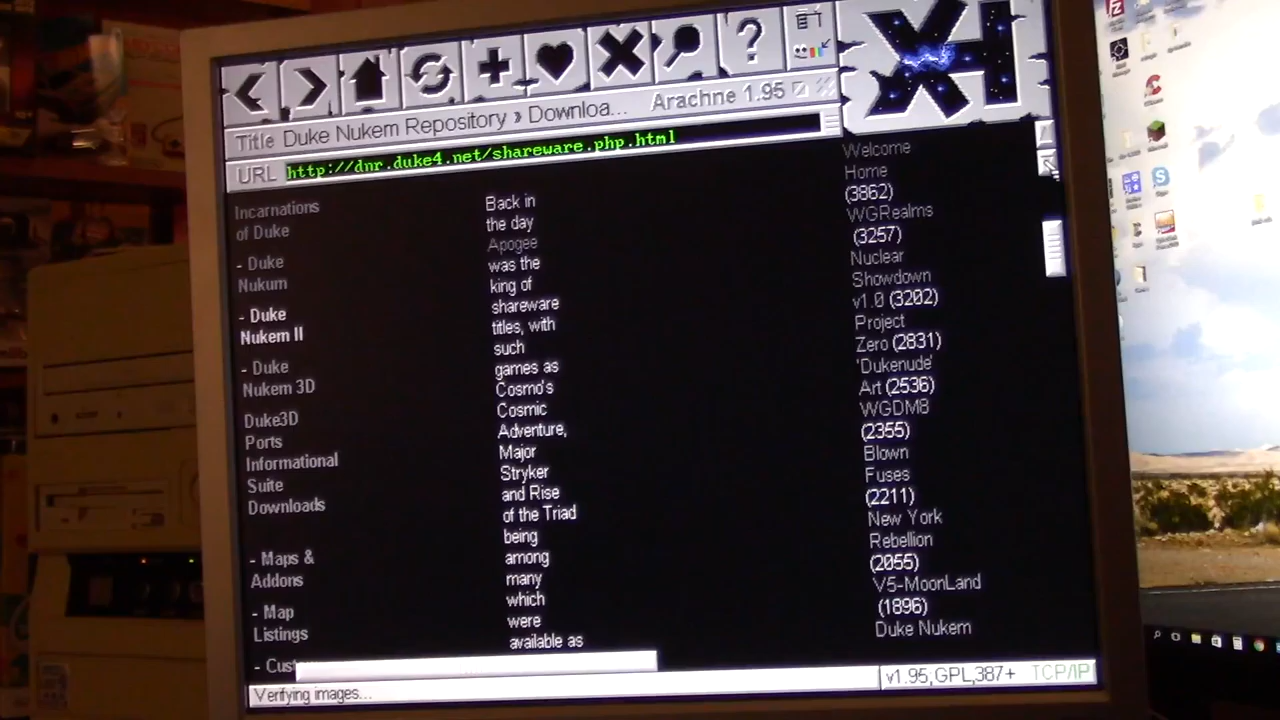 Title Duke Nukem Repository » Downloa... Arachne 1.95
URL http://dnr.duke4.net/shareware.php.html
Incarnations
of Duke
- Duke
Nukum
- Duke
Nukem II
- Duke
Nukem 3D
Duke3D
Ports
Informational
Suite
Downloads
- Maps &
Addons
- Map
Listings
- Cus
Back in
the day
Apogee
was the
king of
shareware
titles, with
such
games as
Cosmo's
Cosmic
Adventure,
Major
Stryker
and Rise
of the Triad
being
among
many
which
were
available as
Welcome
Home
(3862)
WGRealms
(3257)
Nuclear
Showdown
v1.0 (3202)
Project
Zero (2831)
'Dukenude'
Art (2536)
WGDM8
(2355)
Blown
Fuses
(2211)
New York
Rebellion
(2055)
V5-MoonLand
(1896)
Duke Nukem
Verifying images...
v1.95,GPL,387+ TCP/IP